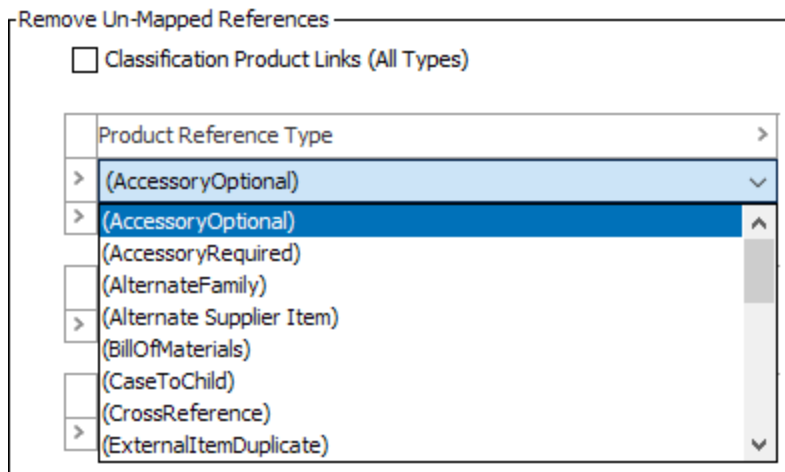 Remove Un-Mapped References
Classification Product Links (All Types)
Product Reference Type
(AccessoryOptional)
(AccessoryOptional)
(AccessoryRequired)
(AlternateFamily)
(Alternate Supplier Item)
(BillOfMaterials)
(CaseToChild)
(CrossReference)
(ExternalItemDuplicate)